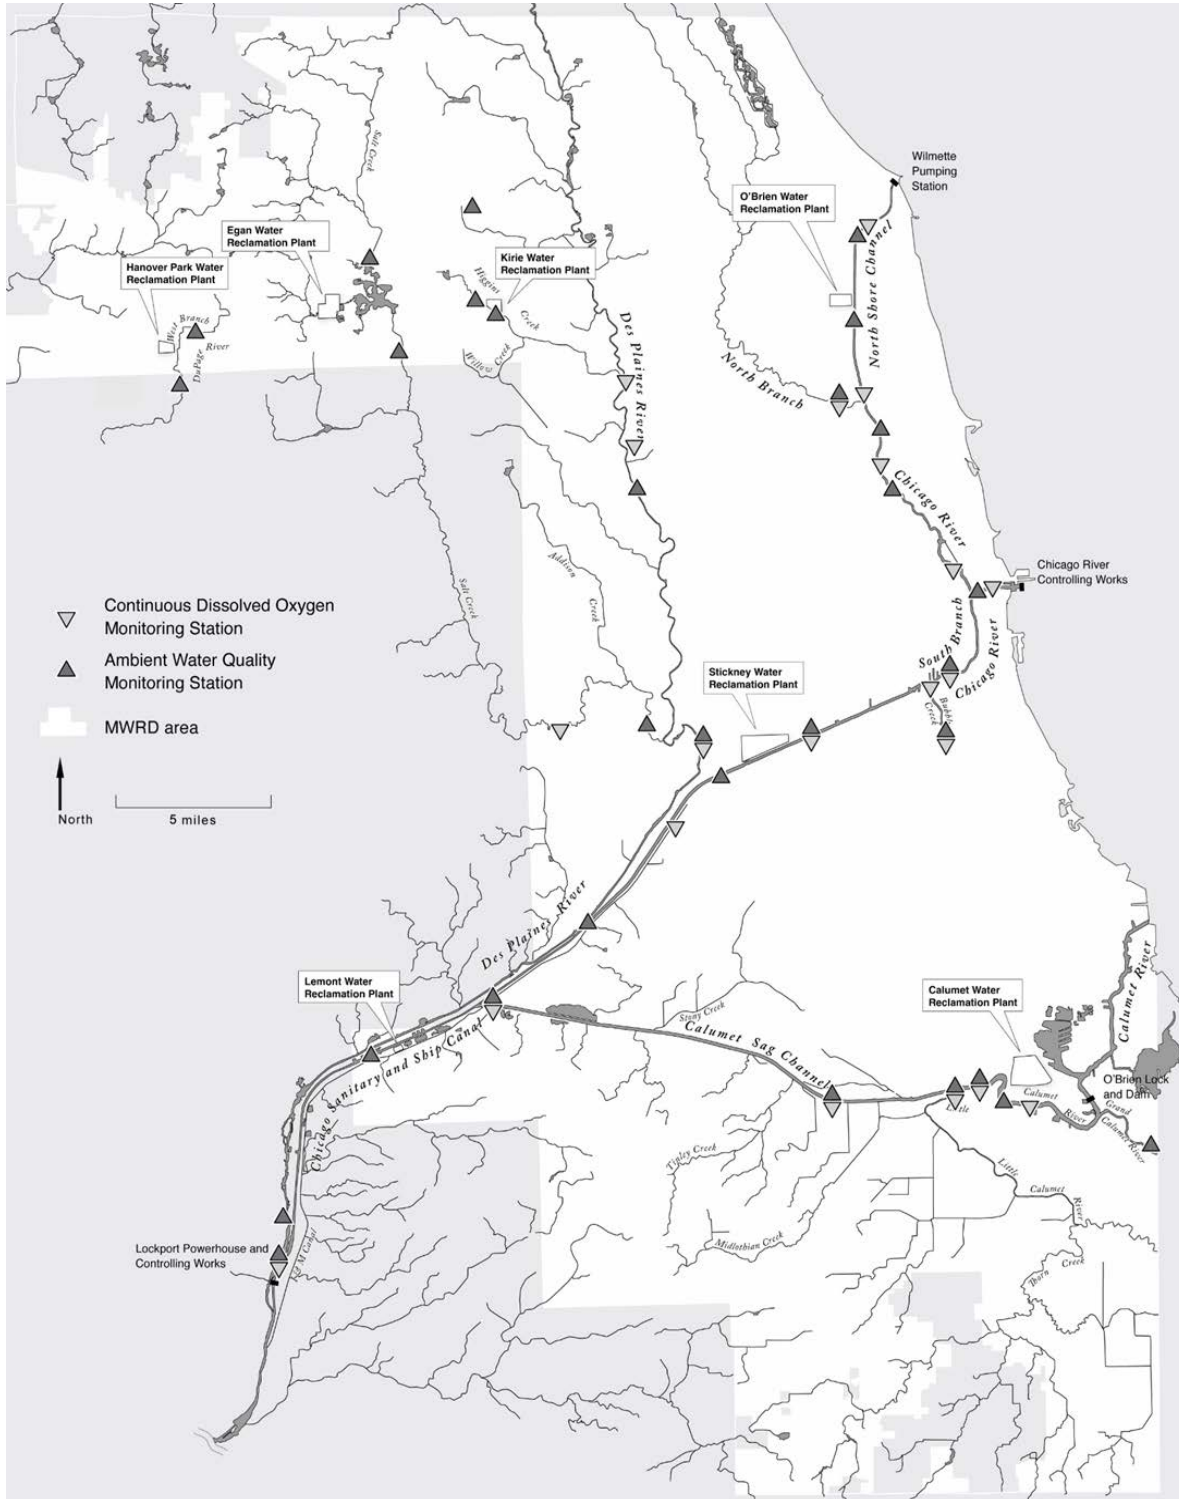 Wilmette
Pumping
Station
O'Brien Water
Reclamation Plant
North Shore Channel
Salt Creek
Egan Water
Reclamation Plant
Kirie Water
Reclamation Plant
Hanover Park Water
Reclamation Plant
Higgins
Creek
West Branch
DuPage River
Willow Creek
Des Plaines River
North Branch
Chicago River
Chicago River
Controlling Works
Addison
Creek
Salt Creek
Continuous Dissolved Oxygen
Monitoring Station
Ambient Water Quality
Monitoring Station
MWRD area
North
5 miles
South Branch
Chicago River
Stickney Water
Reclamation Plant
Bubbly
Creek
Des Plaines River
Lemont Water
Reclamation Plant
Calumet Water
Reclamation Plant
Calumet River
Stony Creek
Calumet Sag Channel
Chicago Sanitary and Ship Canal
O'Brien Lock
and Dam
Little
Calumet
River
Grand
Calumet River
Tinley Creek
Little
Calumet
River
Midlothian Creek
Thorn Creek
Lockport Powerhouse and
Controlling Works
I & M Canal